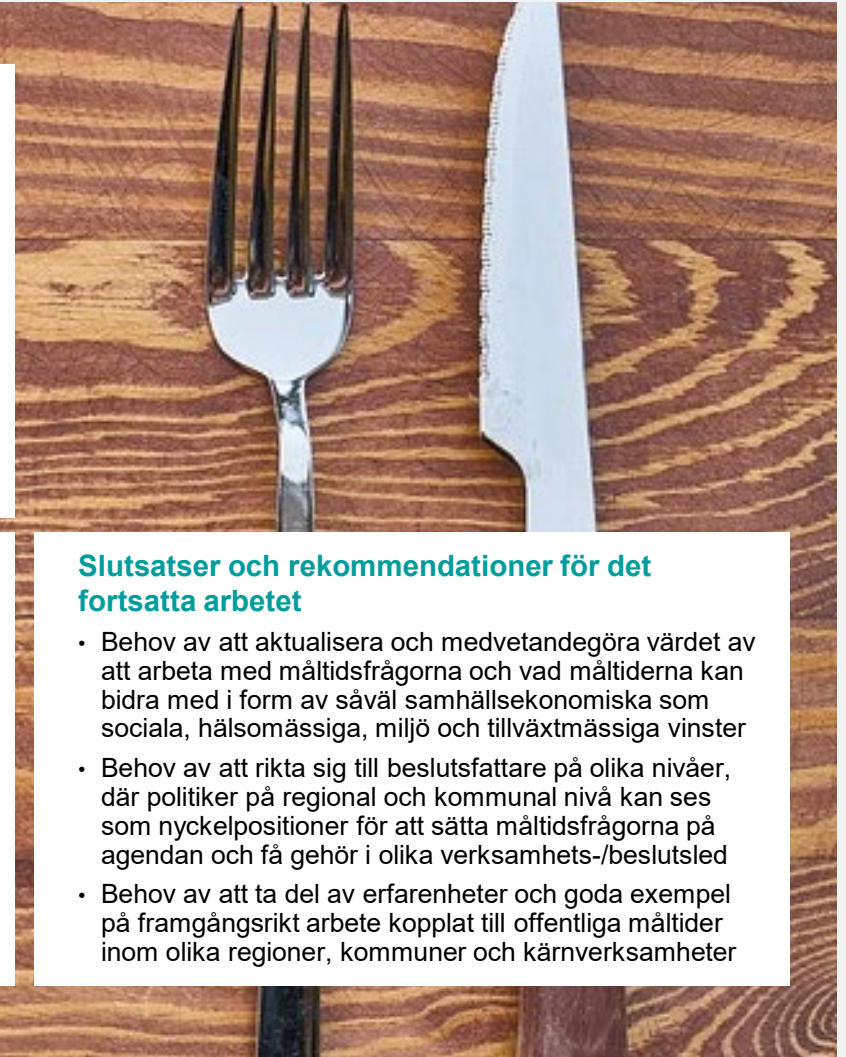 Slutsatser och rekommendationer för det
fortsatta arbetet
• Behov av att aktualisera och medvetandegöra värdet av
att arbeta med måltidsfrågorna och vad måltiderna kan
bidra med i form av såväl samhällsekonomiska som
sociala, hälsomässiga, miljö och tillväxtmässiga vinster
• Behov av att rikta sig till beslutsfattare på olika nivåer,
där politiker på regional och kommunal nivå kan ses
som nyckelpositioner för att sätta måltidsfrågorna på
agendan och få gehör i olika verksamhets-/beslutsled
• Behov av att ta del av erfarenheter och goda exempel
på framgångsrikt arbete kopplat till offentliga måltider
inom olika regioner, kommuner och kärnverksamheter